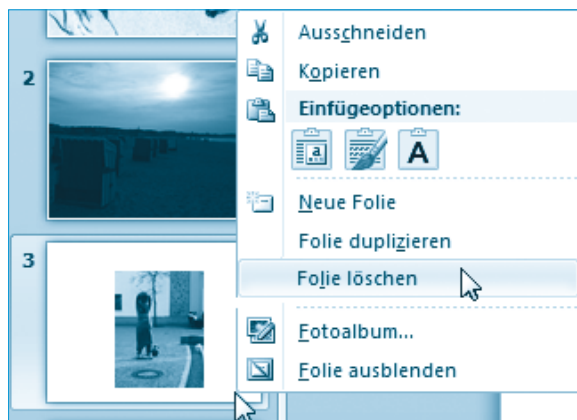 Ausschneiden
2
Kopieren
Einfügeoptionen:
a
A
Neue Folie
Folie duplizieren
3
Folie löschen
Fotoalbum...
Folie ausblenden